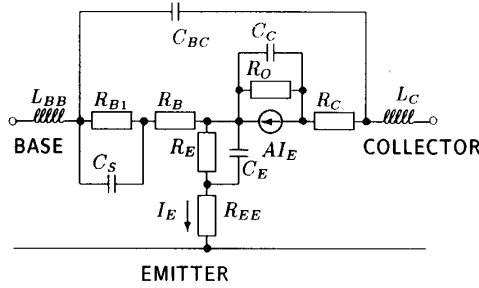 C_BC
C_C
L_BB
R_B1
R_B
R_O
R_C
L_C
BASE
C_S
R_E
C_E
AI_E
COLLECTOR
I_E
R_EE
EMITTER